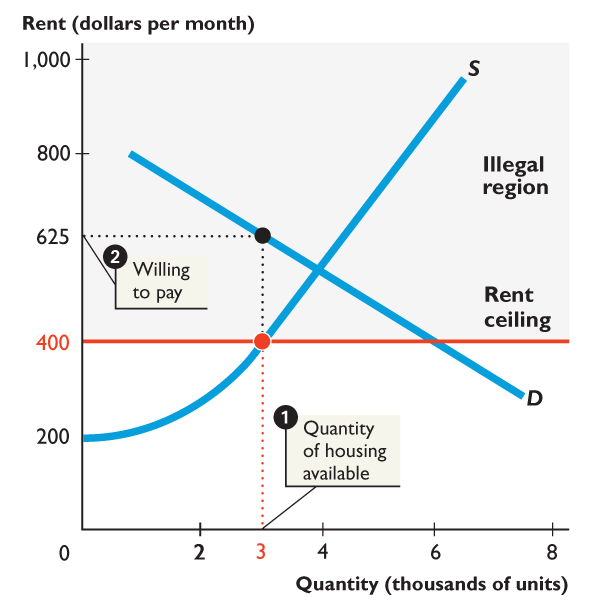 Rent (dollars per month)
1,000
S
800
Illegal
region
625
2
Willing
to pay
Rent
ceiling
400
D
1
Quantity
of housing
available
200
0
2
3
4
6
8
Quantity (thousands of units)